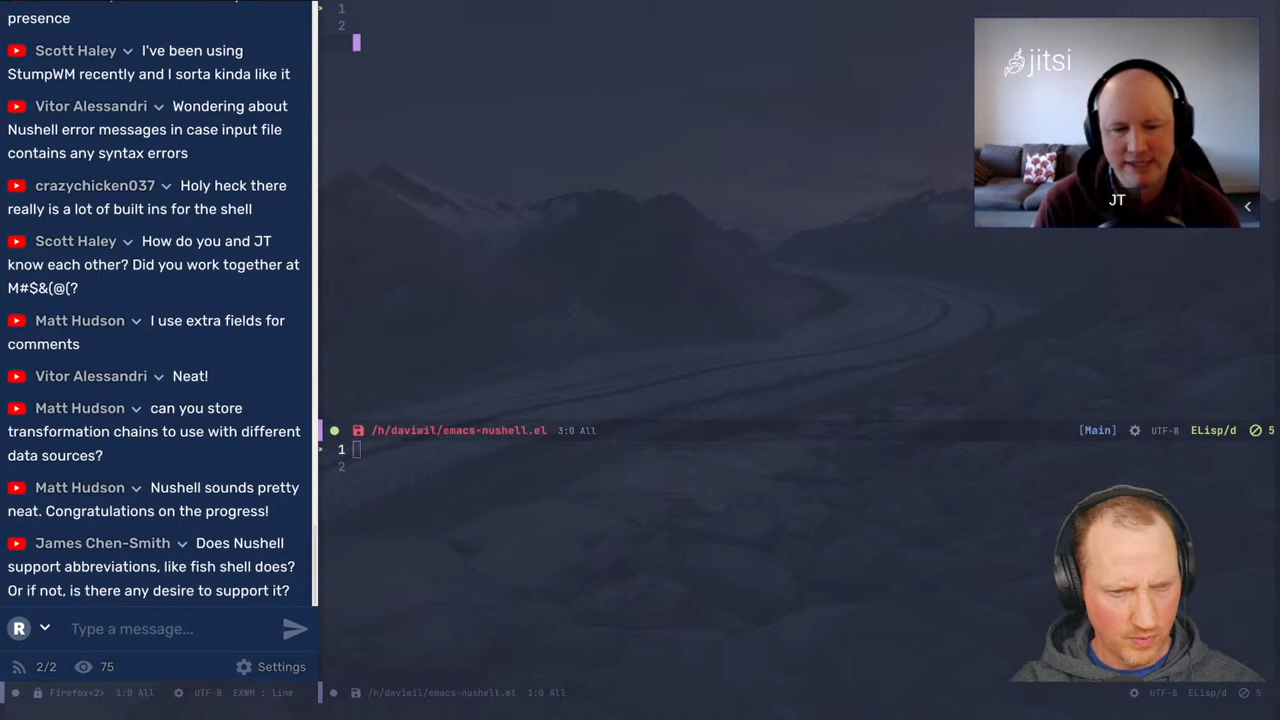 presence
Scott Haley I've been using
StumpWM recently and I sorta kinda like it
Vitor Alessandri Wondering about
Nushell error messages in case input file
contains any syntax errors
crazychicken037 Holy heck there
really is a lot of built ins for the shell
Scott Haley How do you and JT
know each other? Did you work together at
M#$&(@(?
Matt Hudson I use extra fields for
comments
Vitor Alessandri Neat!
Matt Hudson can you store
transformation chains to use with different
data sources?
Matt Hudson Nushell sounds pretty
neat. Congratulations on the progress!
James Chen-Smith Does Nushell
support abbreviations, like fish shell does?
Or if not, is there any desire to support it?
R Type a message...
2/2 75 Settings
Firefox<2> 1:0 All UTF-8 EXWM : line
1
2
jitsi
JT
/h/daviwil/emacs-nushell.el 3:0 All [Main] UTF-8 ELisp/d 5
1
2
/h/daviwil/emacs-nushell.el 1:0 All UTF-8 ELisp/d 5